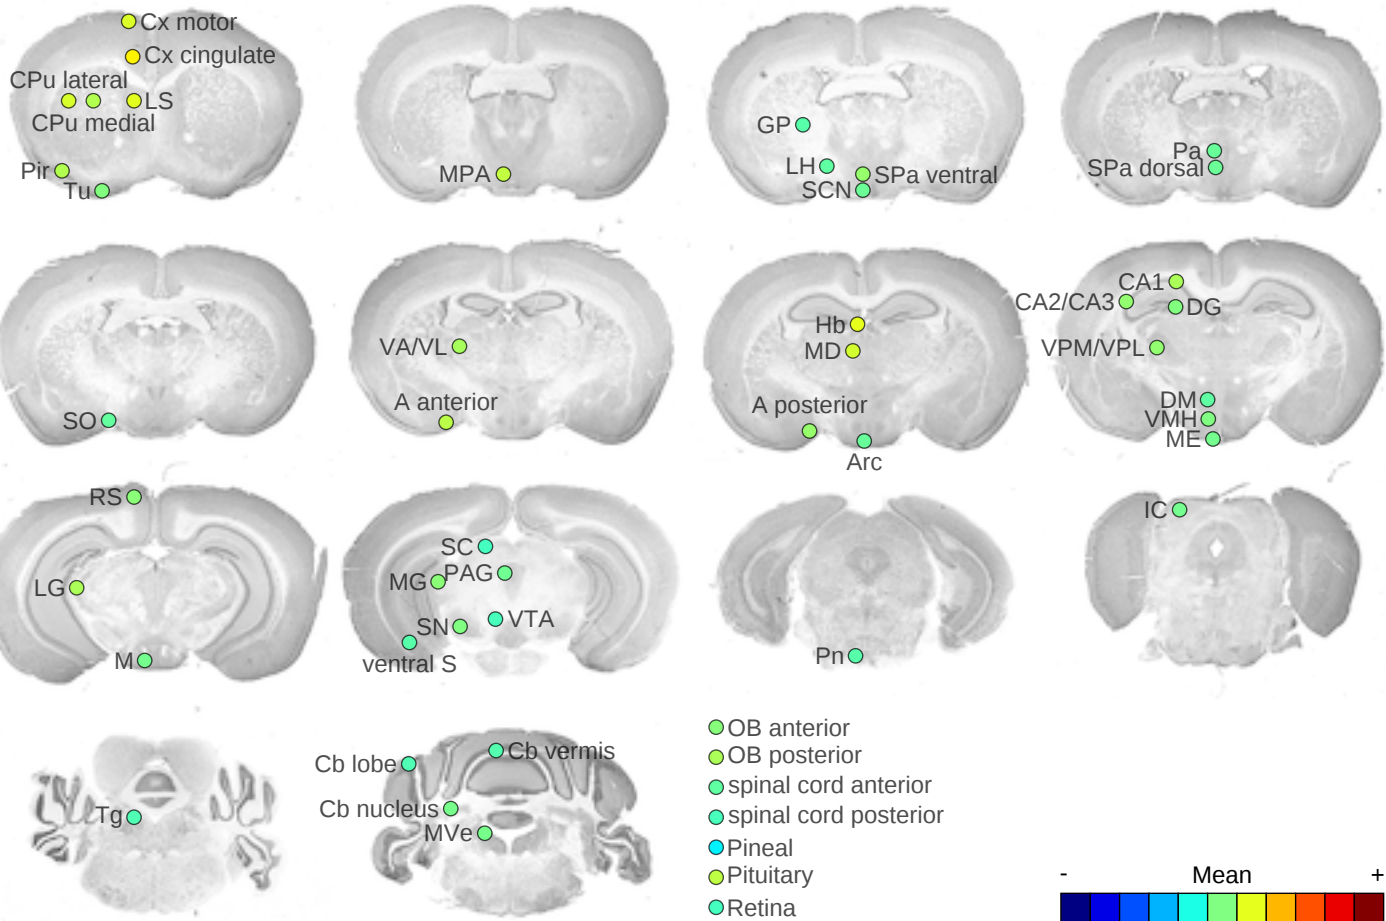 Cx motor
Cx cingulate
CPu lateral
LS
CPu medial
Pir
Tu
MPA
GP
LH
SPa ventral
SCN
Pa
SPa dorsal
SO
VA/VL
A anterior
Hb
MD
A posterior
Arc
CA1
CA2/CA3
DG
VPM/VPL
DM
VMH
ME
RS
LG
M
SC
MG
PAG
SN
VTA
ventral S
Pn
IC
Tg
Cb lobe
Cb vermis
Cb nucleus
MVe
OB anterior
OB posterior
spinal cord anterior
spinal cord posterior
Pineal
Pituitary
Retina
- Mean +